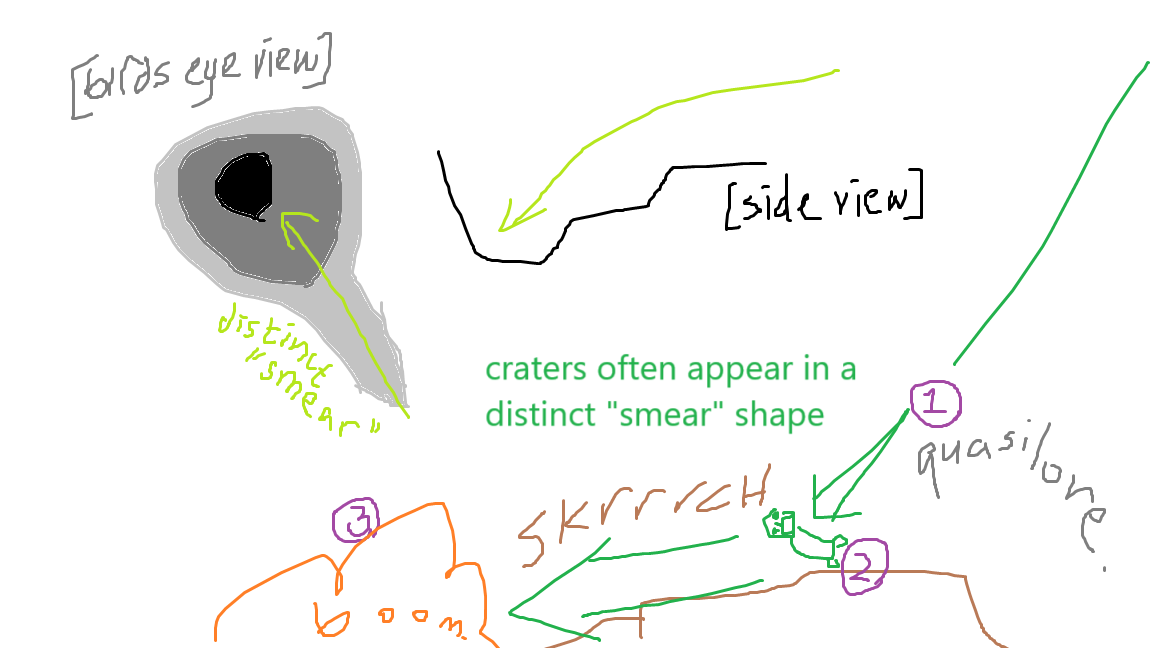 [birds eye view]
[side view]
distinct
"smear"
craters often appear in a
distinct "smear" shape
1
quasilore.
SKRRRCH
3
2
boom.